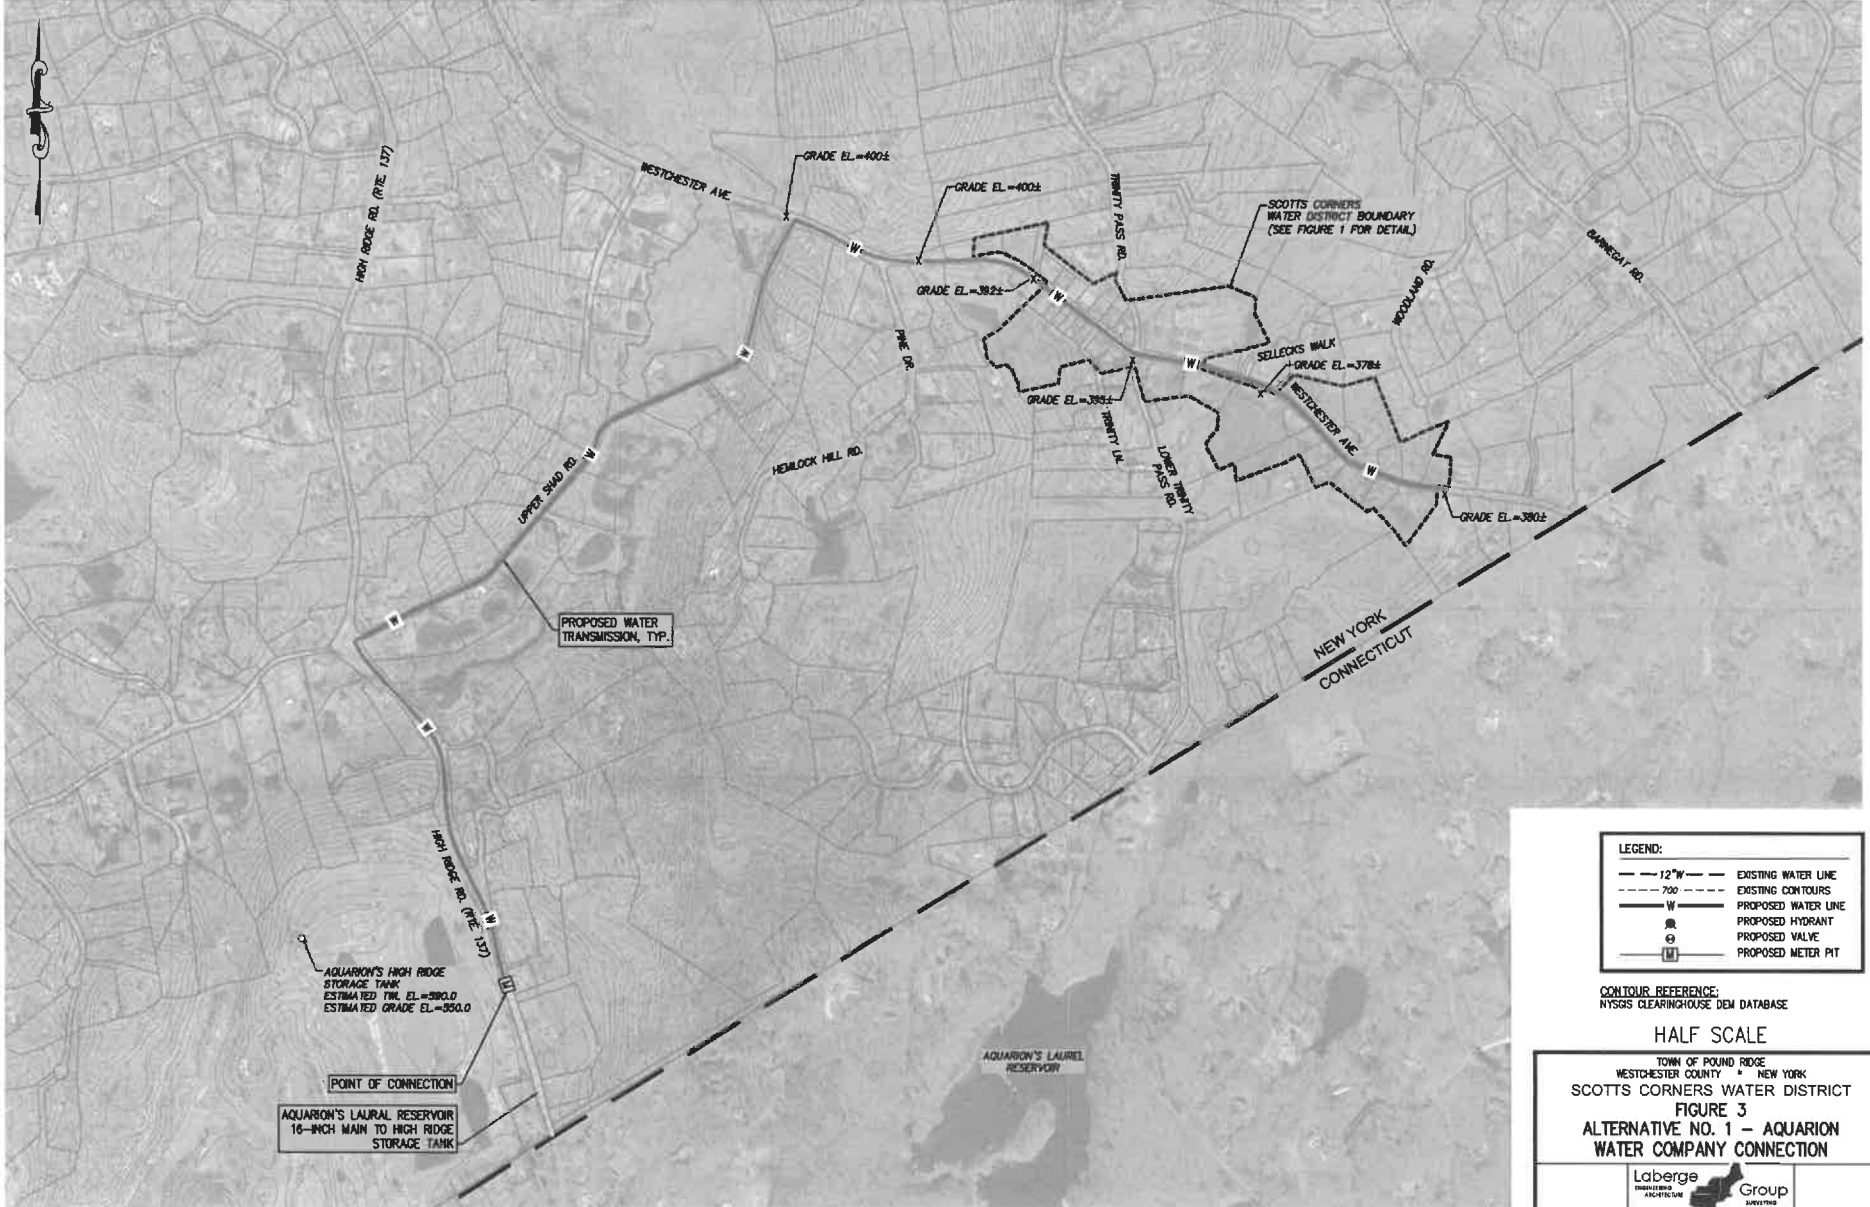 GRADE EL.=400±
WESTCHESTER AVE.
HIGH RIDGE RD. (RTE. 137)
GRADE EL.=400±
TRINITY PASS RD.
SCOTTS CORNERS
WATER DISTRICT BOUNDARY
(SEE FIGURE 1 FOR DETAIL)
BARNEGAT RD.
WOODLAND RD.
W
GRADE EL.=392±
W
PINE DR.
W
W
SELLECKS WALK
GRADE EL.=378±
GRADE EL.=
WESTCHESTER AVE.
TRINITY LN.
LOWER TRINITY
PASS RD.
HEMLOCK HILL RD.
W
W
UPPER SHAD RD.
GRADE EL.=380±
W
PROPOSED WATER
TRANSMISSION, TYP.
NEW YORK
CONNECTICUT
W
HIGH RIDGE RD. (RTE. 137)
W
AQUARION'S HIGH RIDGE
STORAGE TANK
ESTIMATED TWL EL.=590.0
ESTIMATED GRADE EL.=550.0
M
POINT OF CONNECTION
AQUARION'S LAURAL RESERVOIR
16-INCH MAIN TO HIGH RIDGE
STORAGE TANK
AQUARION'S LAUREL
RESERVOIR
LEGEND:
12"W EXISTING WATER LINE
700 EXISTING CONTOURS
W PROPOSED WATER LINE
PROPOSED HYDRANT
PROPOSED VALVE
M PROPOSED METER PIT
CONTOUR REFERENCE:
NYSGIS CLEARINGHOUSE DEM DATABASE
HALF SCALE
TOWN OF POUND RIDGE
WESTCHESTER COUNTY * NEW YORK
SCOTTS CORNERS WATER DISTRICT
FIGURE 3
ALTERNATIVE NO. 1 - AQUARION
WATER COMPANY CONNECTION
Laberge
ENGINEERING
ARCHITECTURE
Group
SURVEYING